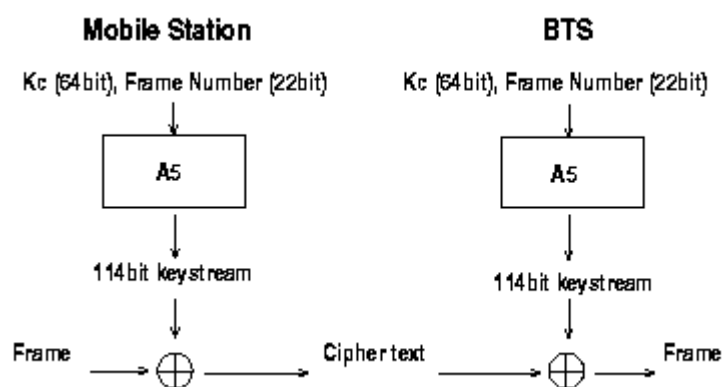 Mobile Station BTS
Kc (64bit), Frame Number (22bit) Kc (64bit), Frame Number (22bit)
A5 A5
114bit keystream 114bit keystream
Frame Cipher text Frame